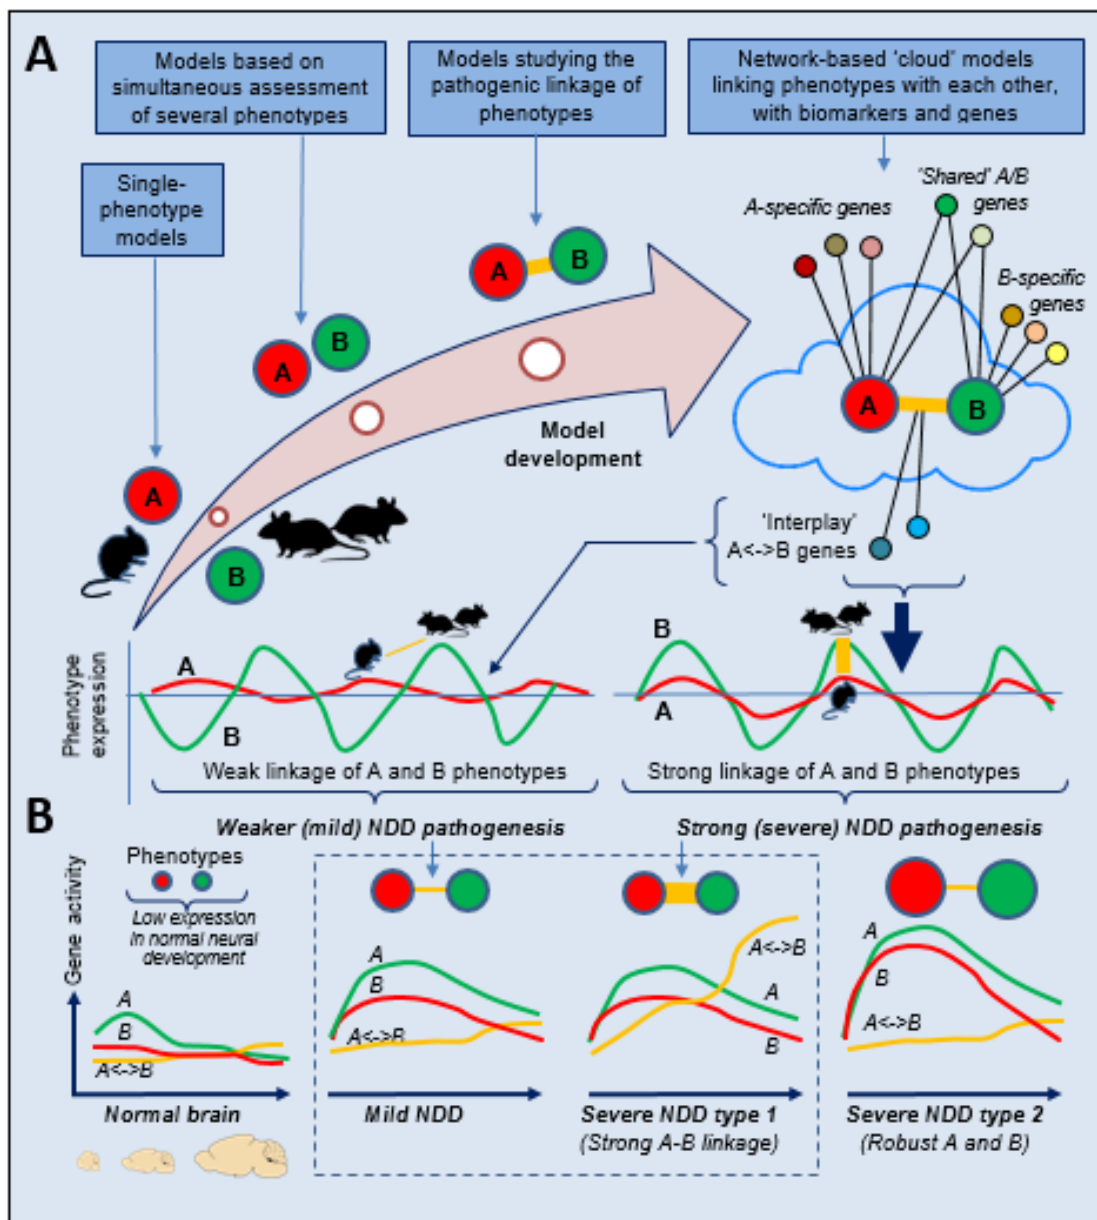 A
Models based on
simultaneous assessment
of several phenotypes
Models studying the
pathogenic linkage of
phenotypes
Network-based 'cloud' models
linking phenotypes with each other,
with biomarkers and genes
Single-
phenotype
models
'Shared' A/B
genes
A-specific genes
B-specific
genes
A
B
A
B
A
B
A
B
A
B
Model
development
'Interplay'
A<->B genes
Phenotype
expression
A
B
B
A
Weak linkage of A and B phenotypes
Strong linkage of A and B phenotypes
B
Weaker (mild) NDD pathogenesis
Strong (severe) NDD pathogenesis
Gene activity
Phenotypes
Low expression
in normal neural
development
A
B
A<->B
A
B
A<->B
A<->B
A
B
A
B
A<->B
Normal brain
Mild NDD
Severe NDD type 1
(Strong A-B linkage)
Severe NDD type 2
(Robust A and B)